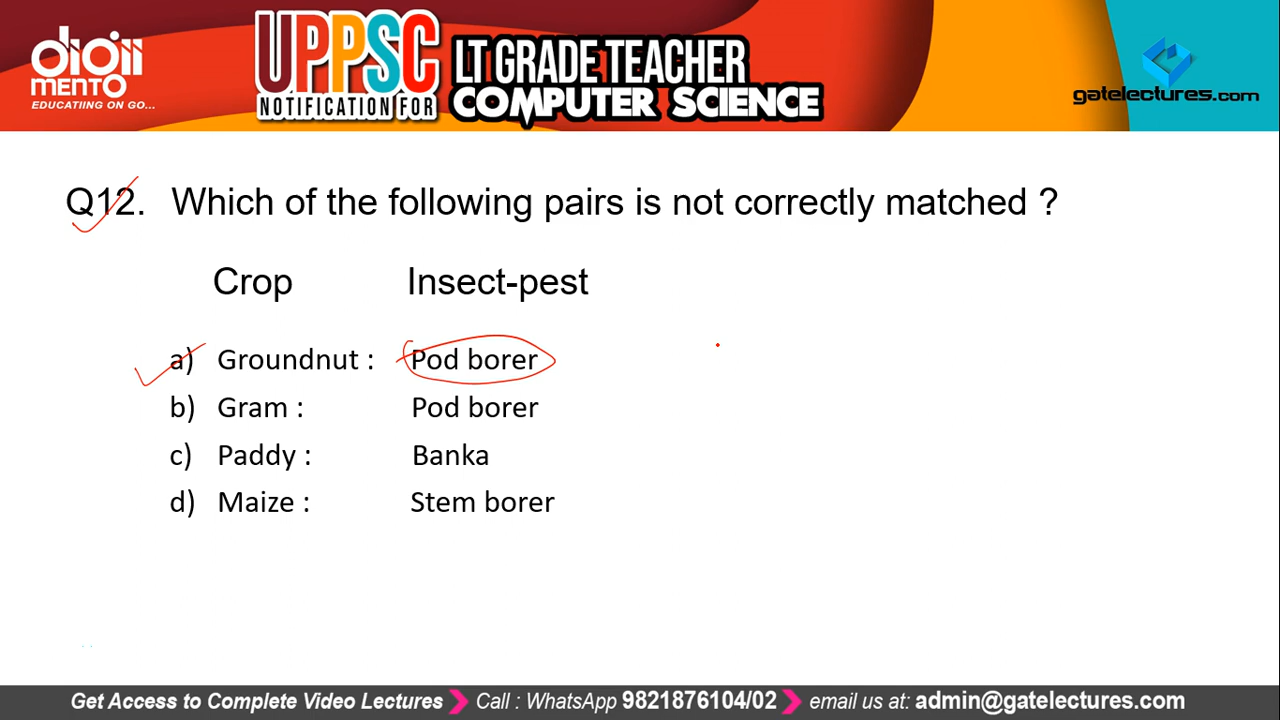 digii
MENTO
EDUCATIING ON GO...
UPPSC
NOTIFICATION FOR
LT GRADE TEACHER
COMPUTER SCIENCE
gatelectures.com
Q12. Which of the following pairs is not correctly matched ?
Crop Insect-pest
a) Groundnut : Pod borer
b) Gram : Pod borer
c) Paddy : Banka
d) Maize : Stem borer
Get Access to Complete Video Lectures Call : WhatsApp 9821876104/02 email us at: admin@gatelectures.com